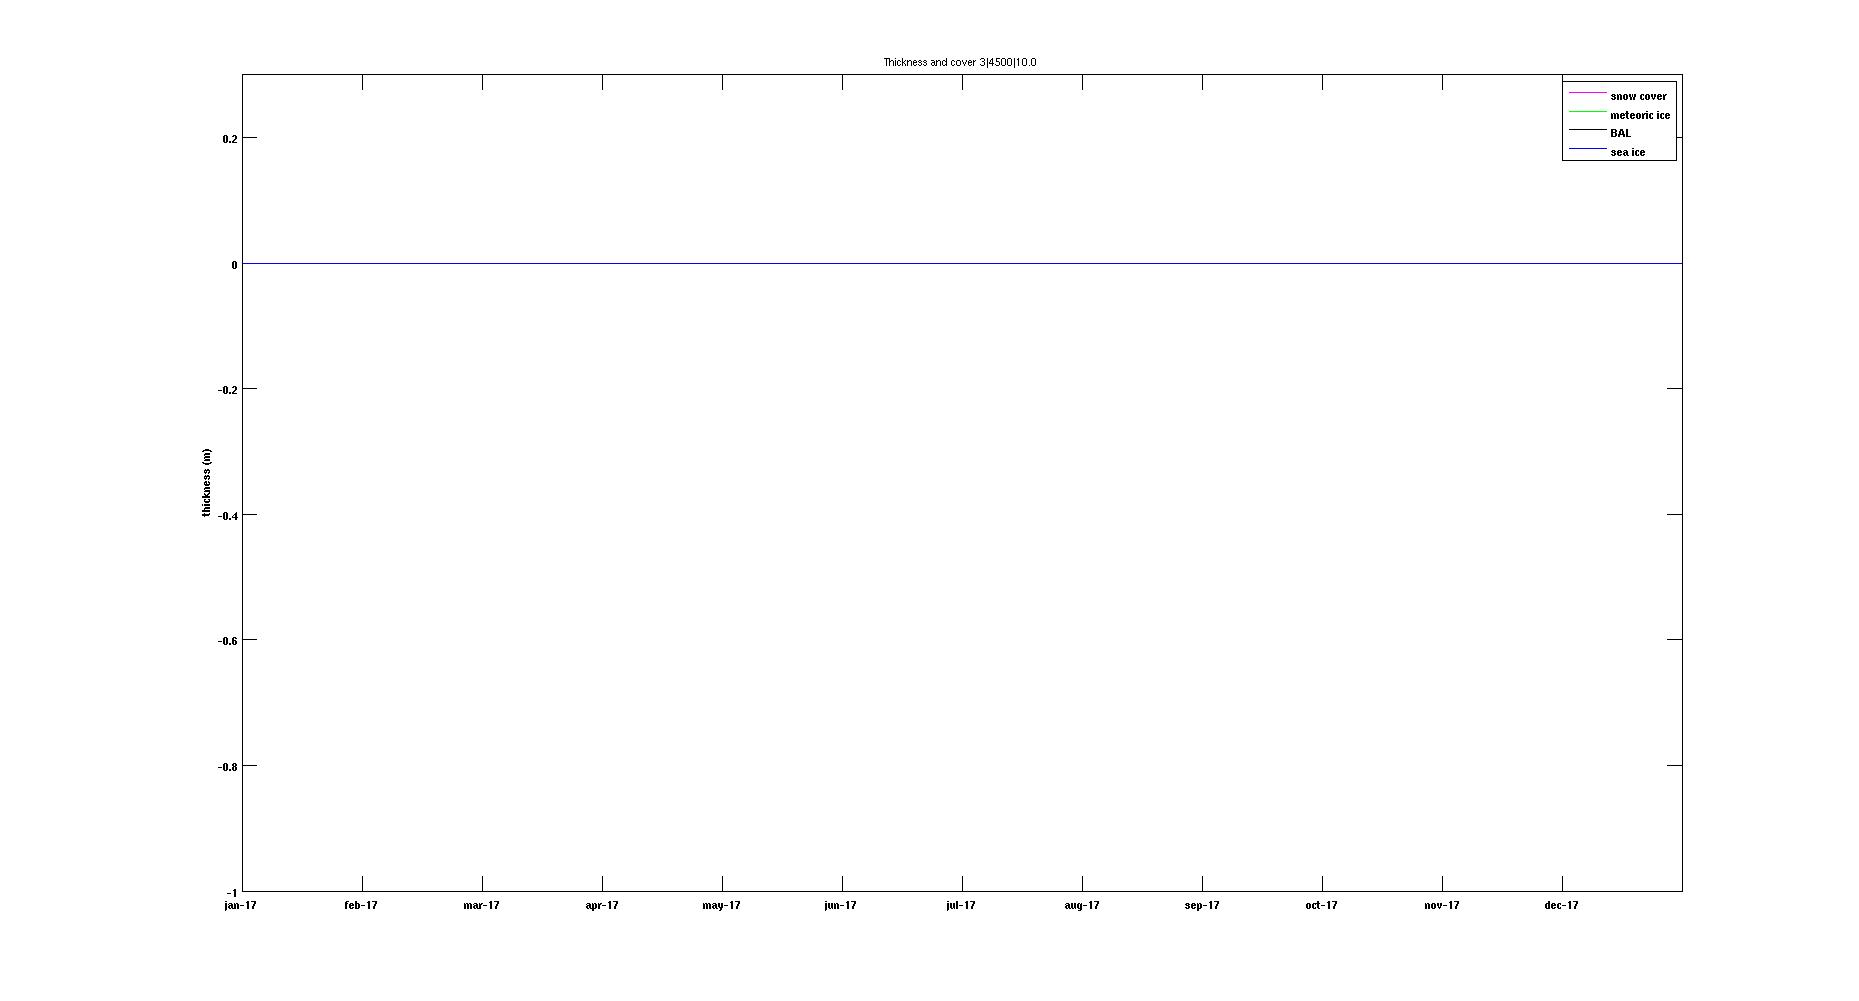 Thickness and cover 3|4500|10.0
snow cover
meteoric ice
BAL
sea ice
0.2
0
-0.2
-0.4
-0.6
-0.8
-1
thickness (m)
jan-17 feb-17 mar-17 apr-17 may-17 jun-17 jul-17 aug-17 sep-17 oct-17 nov-17 dec-17